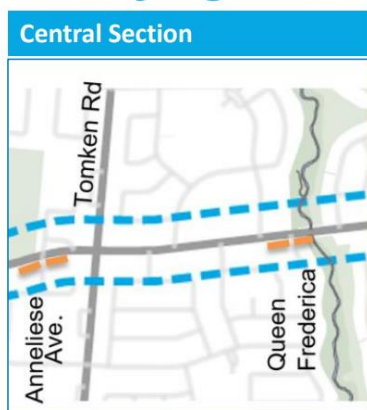 Central Section
Tomken Rd
Anneliese
Ave.
Queen
Frederica